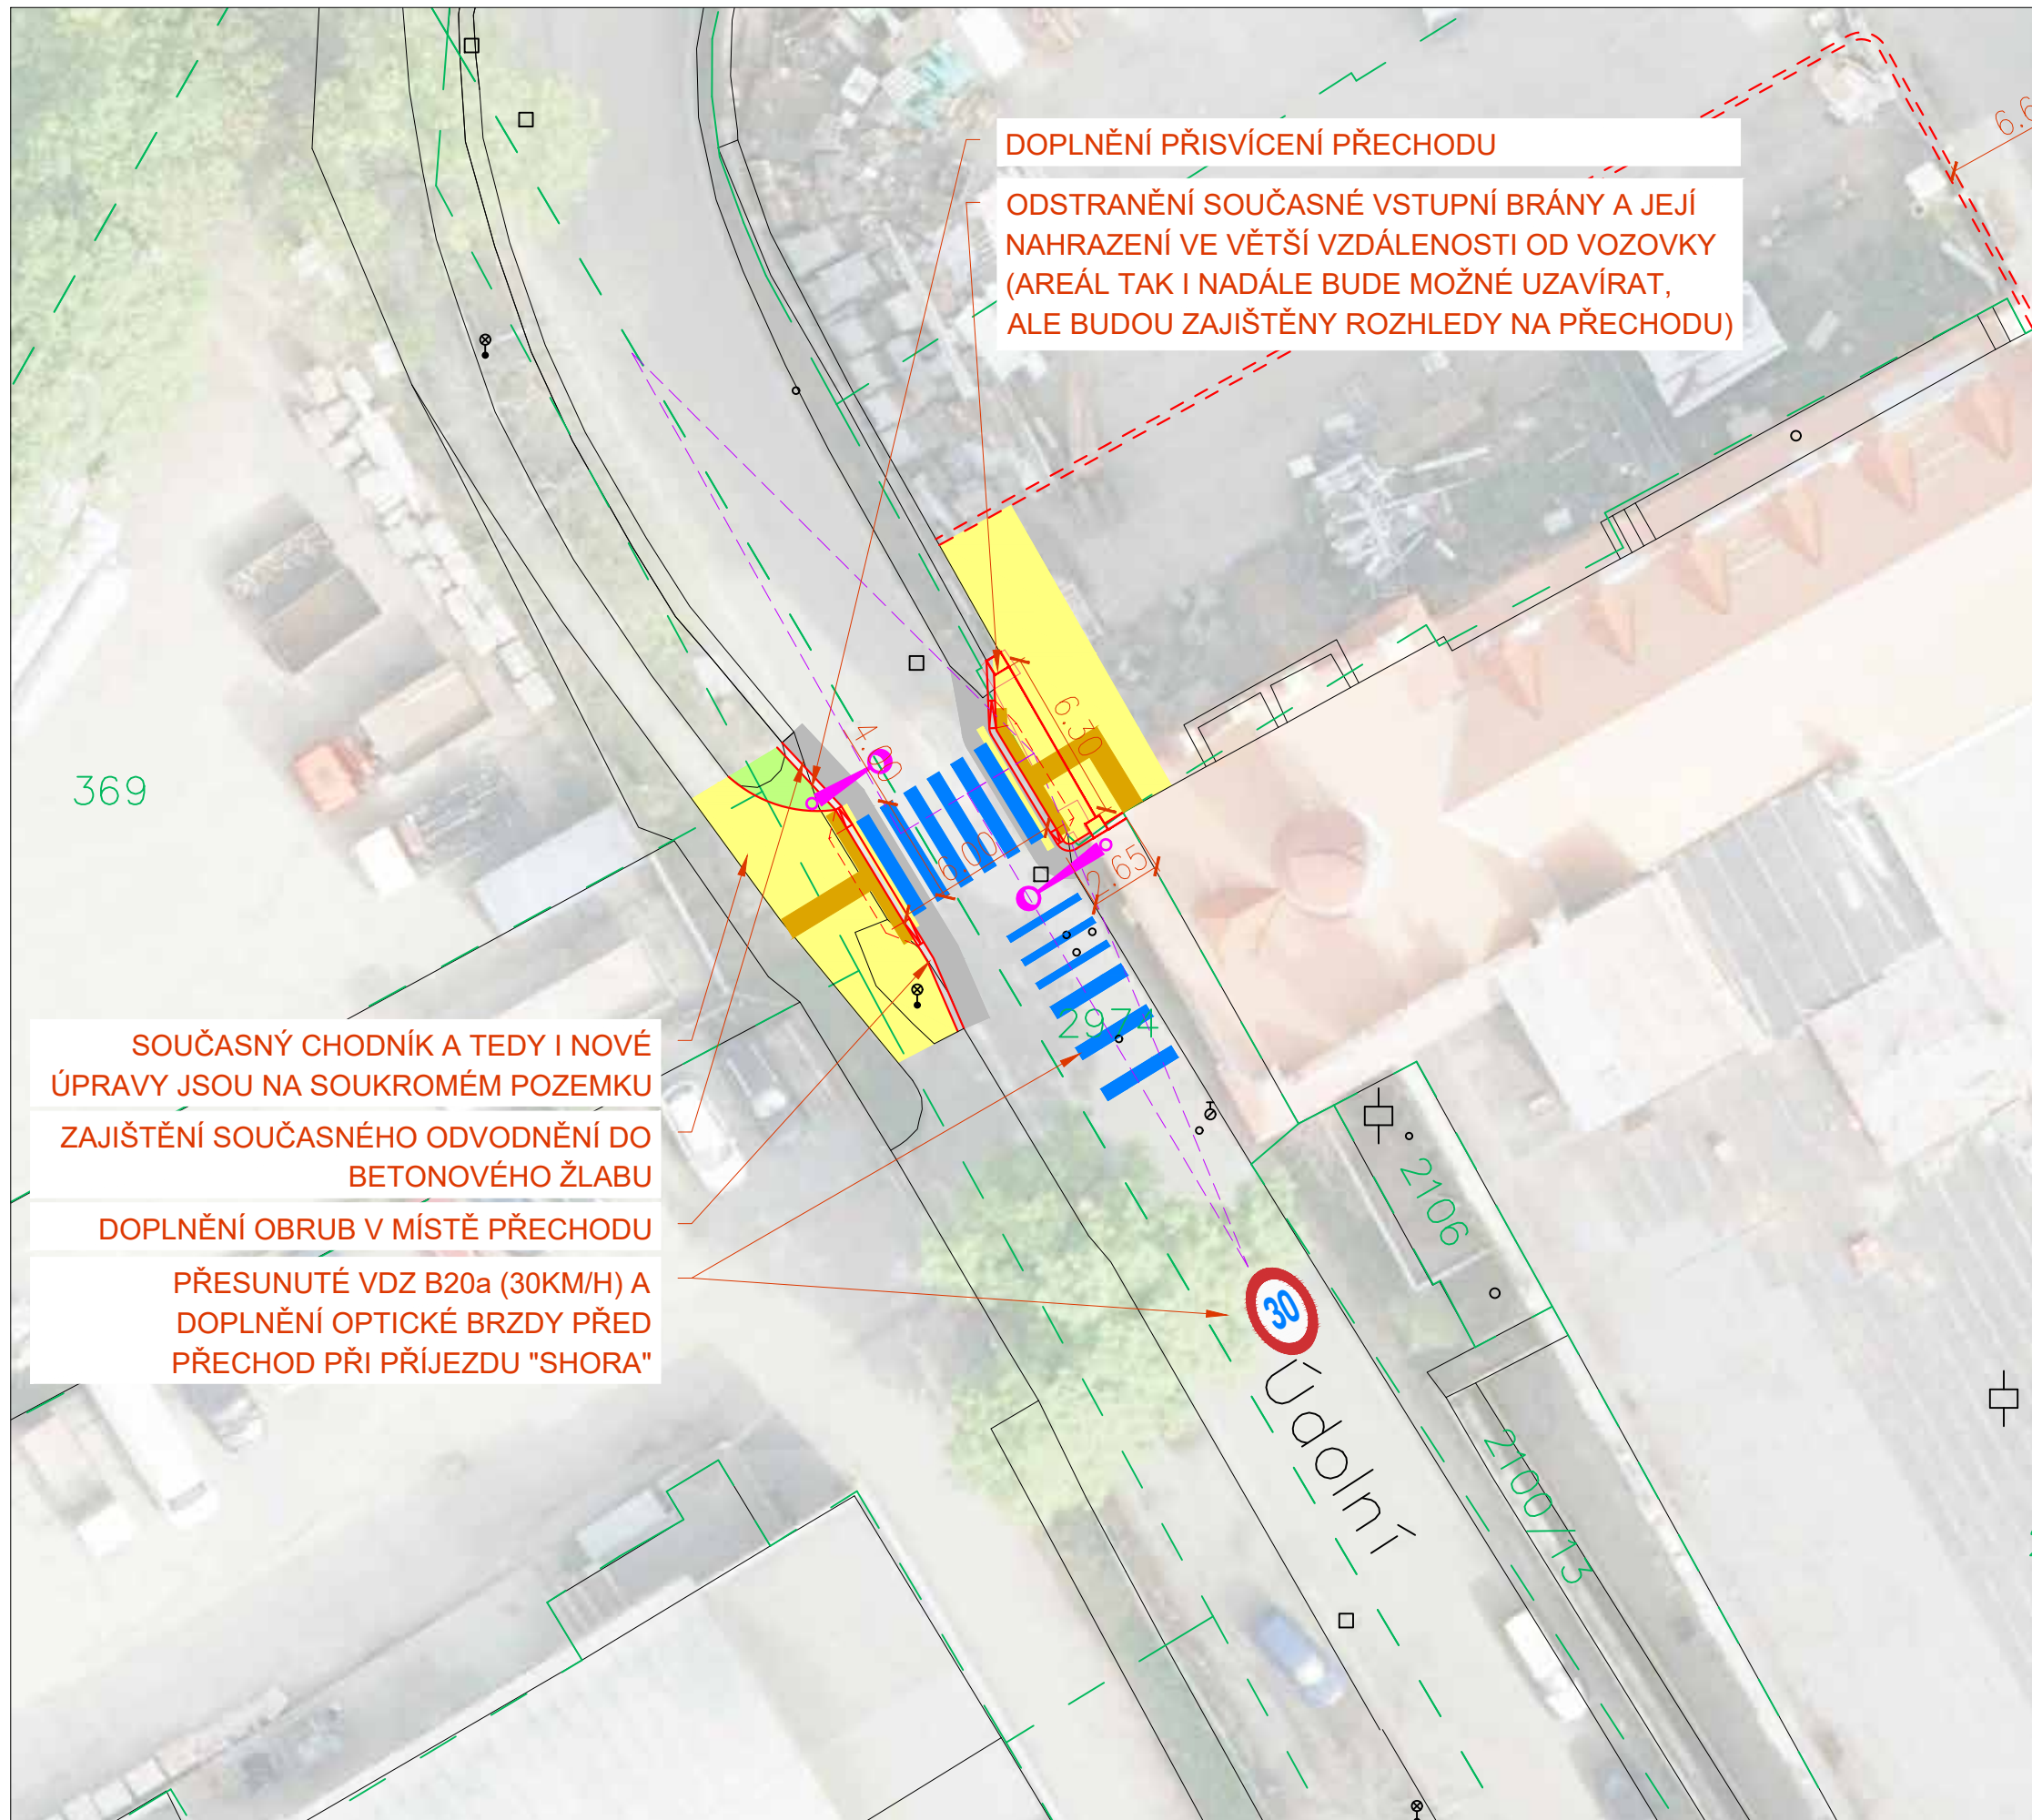 DOPLNĚNÍ PŘISVÍCENÍ PŘECHODU
ODSTRANĚNÍ SOUČASNÉ VSTUPNÍ BRÁNY A JEJÍ
NAHRAZENÍ VE VĚTŠÍ VZDÁLENOSTI OD VOZOVKY
(AREÁL TAK I NADÁLE BUDE MOŽNÉ UZAVÍRAT,
ALE BUDOU ZAJIŠTĚNY ROZHLEDY NA PŘECHODU)
6.30
369
6.00
2.65
2974
SOUČASNÝ CHODNÍK A TEDY I NOVÉ
ÚPRAVY JSOU NA SOUKROMÉM POZEMKU
ZAJIŠTĚNÍ SOUČASNÉHO ODVODNĚNÍ DO
BETONOVÉHO ŽLABU
DOPLNĚNÍ OBRUB V MÍSTĚ PŘECHODU
PŘESUNUTÉ VDZ B20a (30KM/H) A
DOPLNĚNÍ OPTICKÉ BRZDY PŘED
PŘECHOD PŘI PŘÍJEZDU "SHORA"
2106
30
Údolní
2100/13